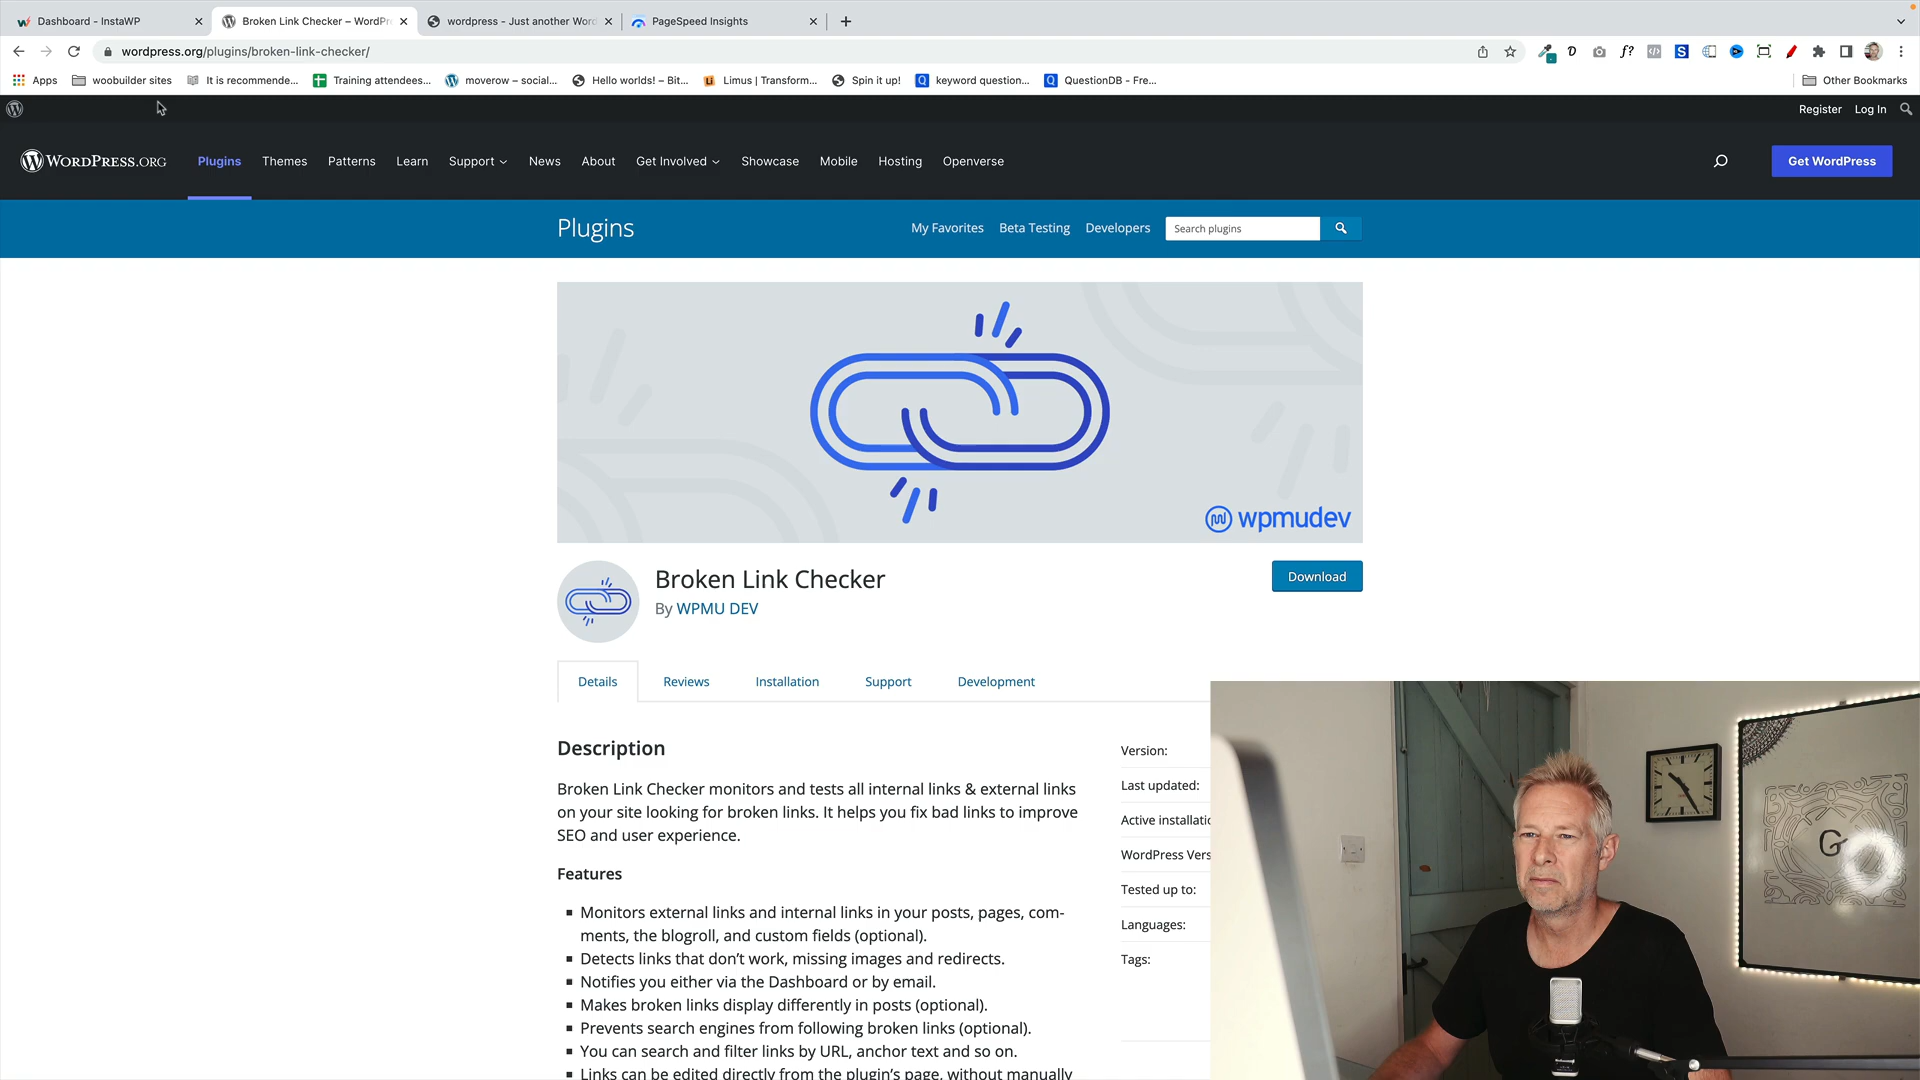 Dashboard - InstaWP
Broken Link Checker – WordPr
wordpress - Just another Wor
PageSpeed Insights
wordpress.org/plugins/broken-link-checker/
Apps
woobuilder sites
It is recommende...
Training attendees...
moverow – social...
Hello worlds! – Bit...
Limus | Transform...
Spin it up!
keyword question...
QuestionDB - Fre...
Other Bookmarks
Register
Log In
WORDPRESS.ORG
Plugins
Themes
Patterns
Learn
Support
News
About
Get Involved
Showcase
Mobile
Hosting
Openverse
Get WordPress
Plugins
My Favorites
Beta Testing
Developers
Search plugins
wpmudev
Broken Link Checker
By WPMU DEV
Download
Details
Reviews
Installation
Support
Development
Description
Broken Link Checker monitors and tests all internal links & external links
on your site looking for broken links. It helps you fix bad links to improve
SEO and user experience.
Features
Monitors external links and internal links in your posts, pages, com-
ments, the blogroll, and custom fields (optional).
Detects links that don’t work, missing images and redirects.
Notifies you either via the Dashboard or by email.
Makes broken links display differently in posts (optional).
Prevents search engines from following broken links (optional).
You can search and filter links by URL, anchor text and so on.
Links can be edited directly from the plugin’s page, without manually
Version:
Last updated:
Active installatio
WordPress Vers
Tested up to:
Languages:
Tags:
G